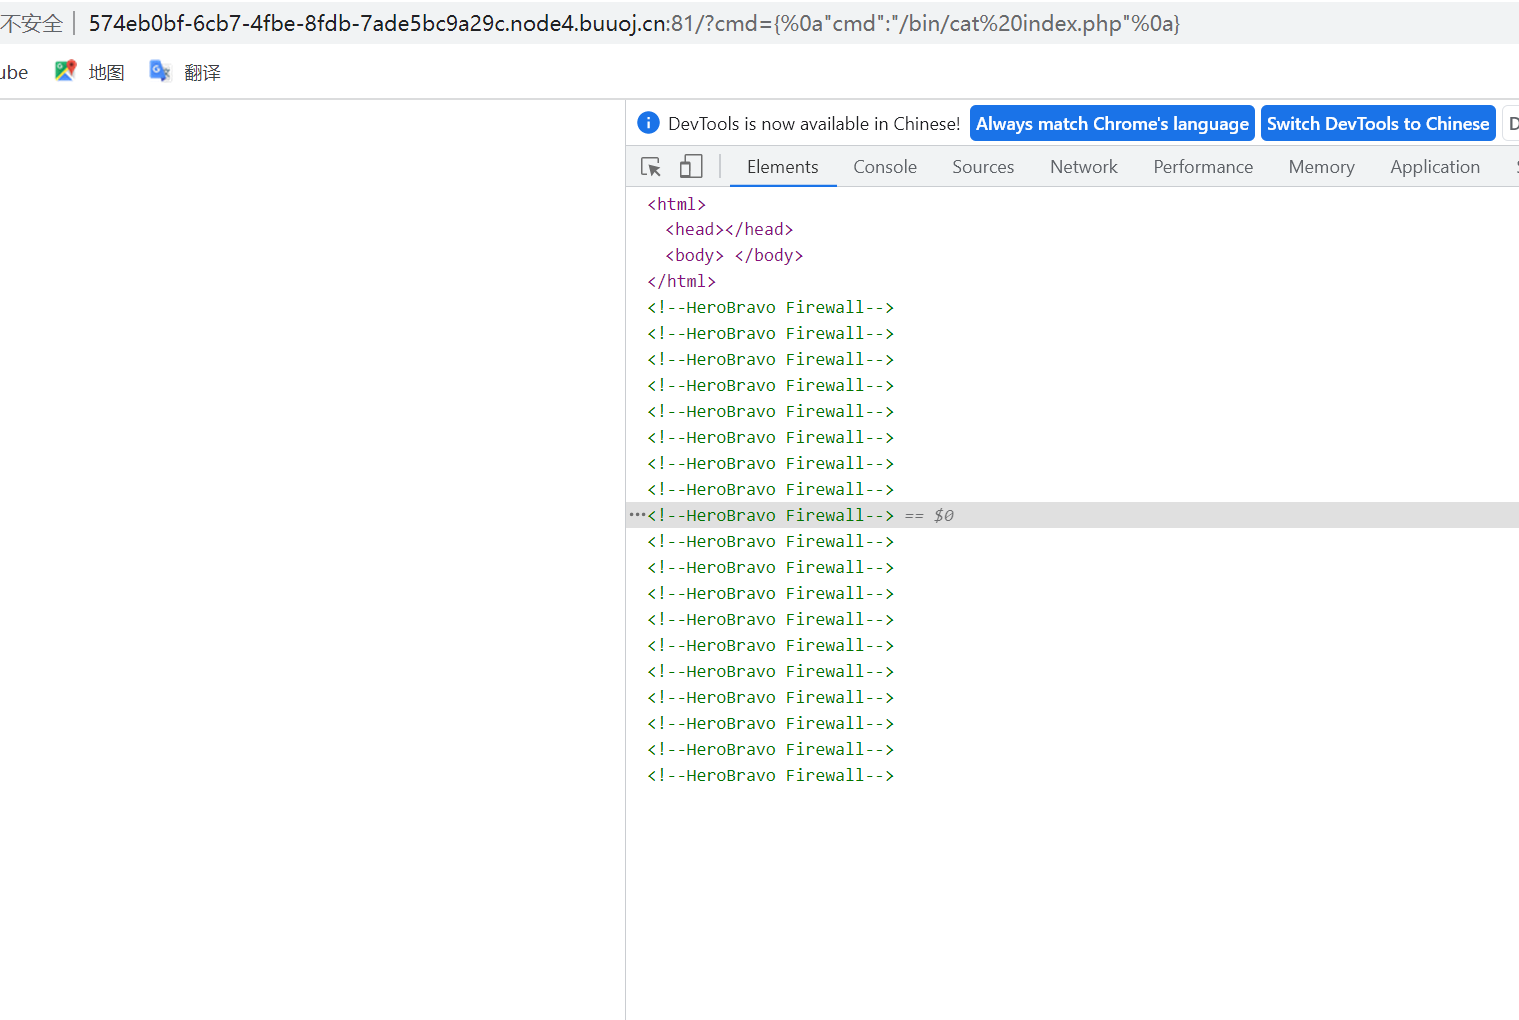 不安全 574eb0bf-6cb7-4fbe-8fdb-7ade5bc9a29c.node4.buuoj.cn:81/?cmd={%0a"cmd":"/bin/cat%20index.php"%0a}
ube 地图 翻译
DevTools is now available in Chinese! Always match Chrome's language Switch DevTools to Chinese D
Elements Console Sources Network Performance Memory Application
<html>
<head></head>
<body> </body>
</html>
<!--HeroBravo Firewall-->
<!--HeroBravo Firewall-->
<!--HeroBravo Firewall-->
<!--HeroBravo Firewall-->
<!--HeroBravo Firewall-->
<!--HeroBravo Firewall-->
<!--HeroBravo Firewall-->
<!--HeroBravo Firewall-->
···<!--HeroBravo Firewall--> == $0
<!--HeroBravo Firewall-->
<!--HeroBravo Firewall-->
<!--HeroBravo Firewall-->
<!--HeroBravo Firewall-->
<!--HeroBravo Firewall-->
<!--HeroBravo Firewall-->
<!--HeroBravo Firewall-->
<!--HeroBravo Firewall-->
<!--HeroBravo Firewall-->
<!--HeroBravo Firewall-->